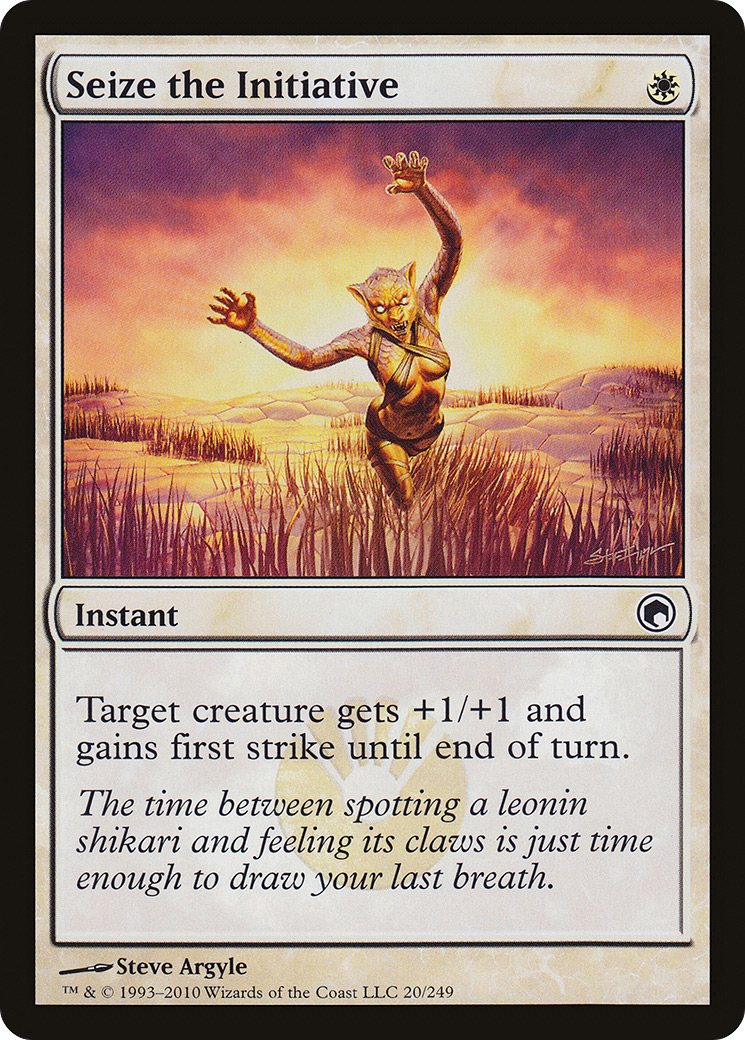 Seize the Initiative
Instant
Target creature gets +1/+1 and
gains first strike until end of turn.
The time between spotting a leonin
shikari and feeling its claws is just time
enough to draw your last breath.
Steve Argyle
™ & © 1993–2010 Wizards of the Coast LLC 20/249